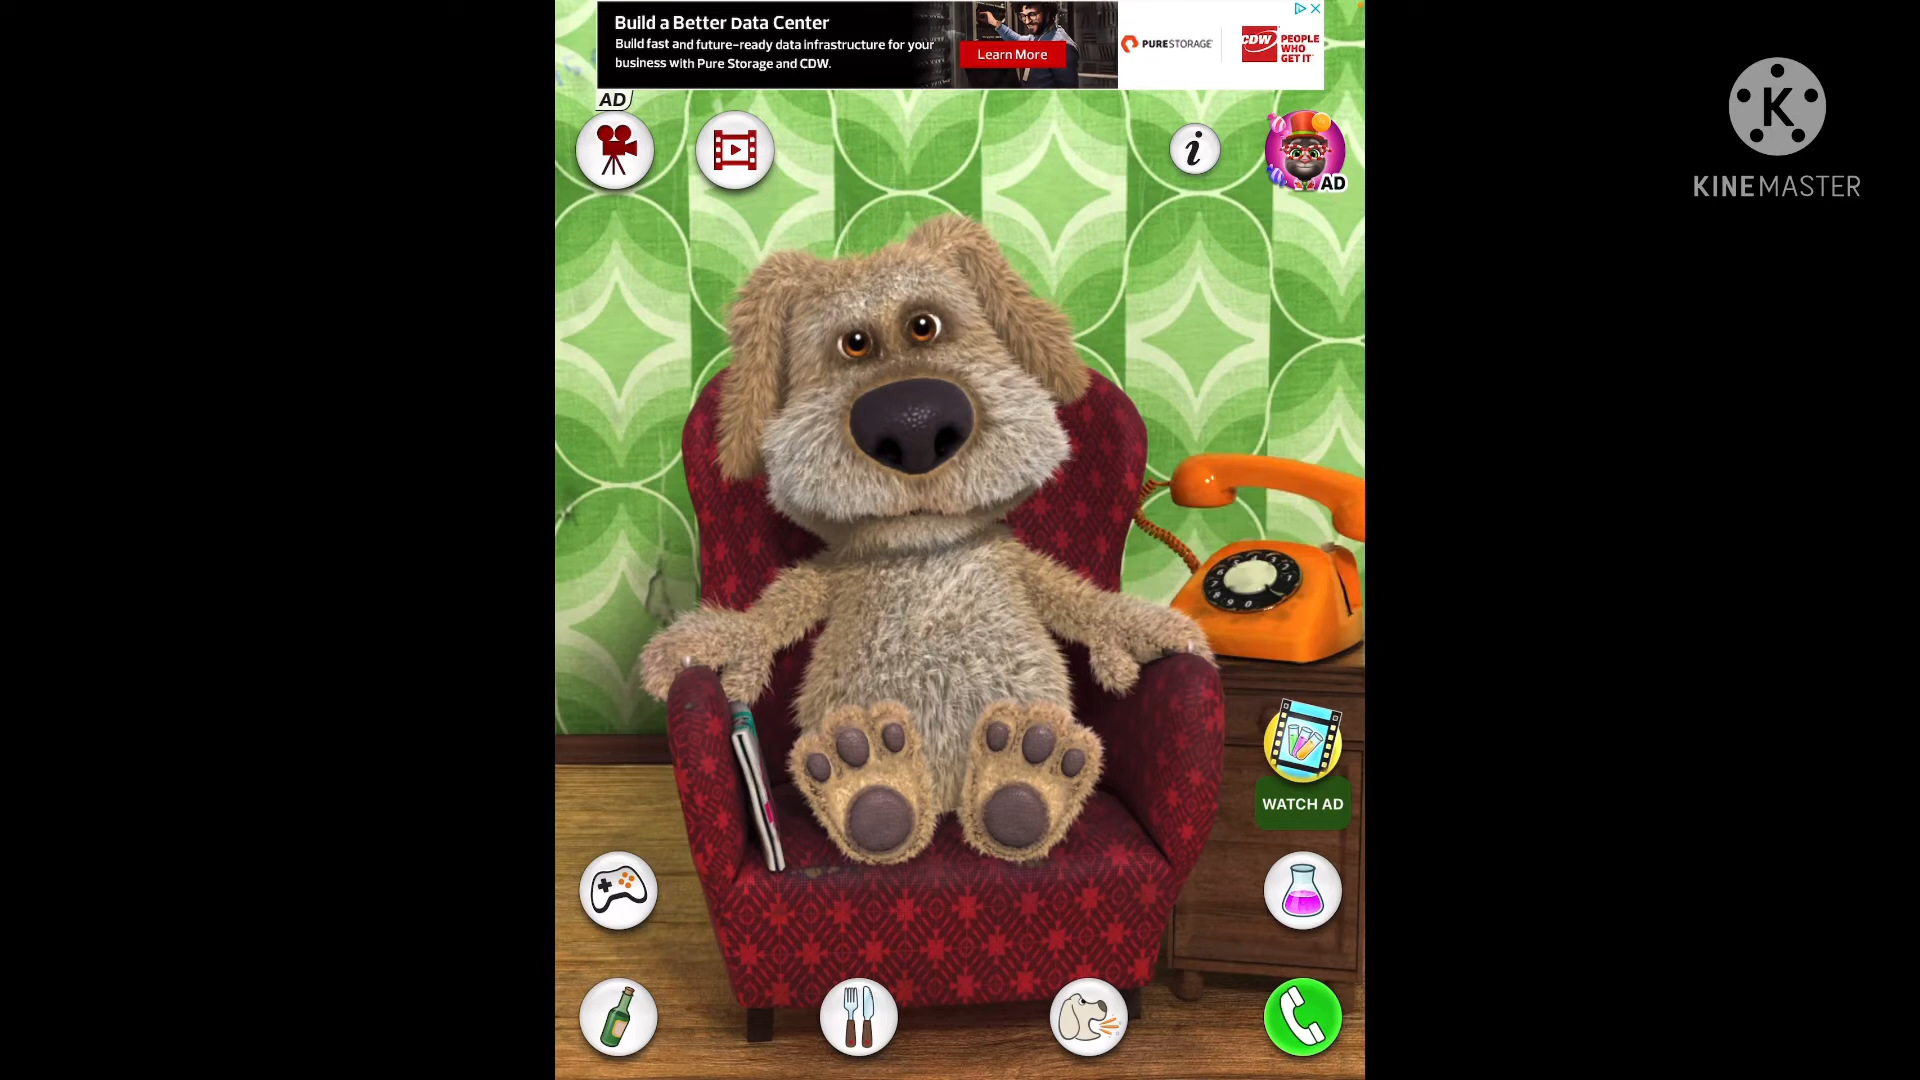 Build a Better Data Center
Build fast and future-ready data infrastructure for your
business with Pure Storage and CDW.
Learn More
PURESTORAGE
CDW
PEOPLE
WHO
GET IT
AD
i
AD
K
KINEMASTER
WATCH AD